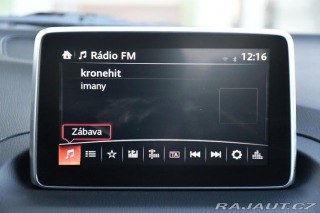 Rádio FM
12:16
kronehit
imany
Zábava
TA
RAJAUT.CZ